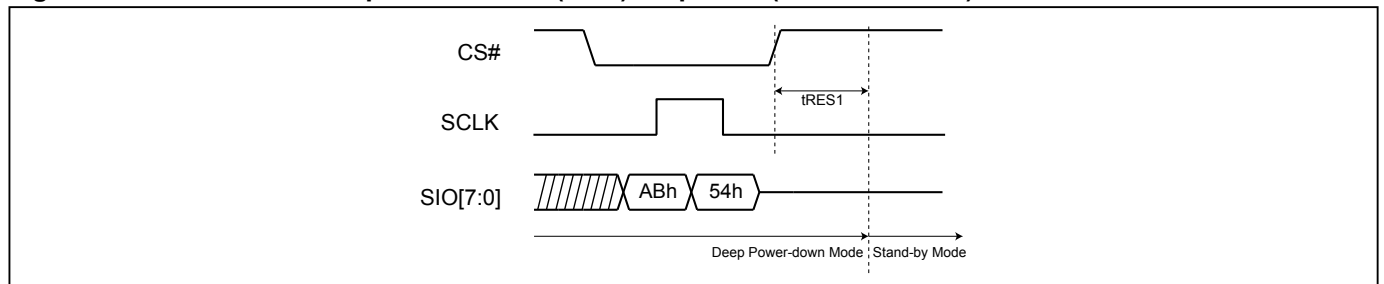 CS#
tRES1
SCLK
SIO[7:0] ABh 54h
Deep Power-down Mode Stand-by Mode